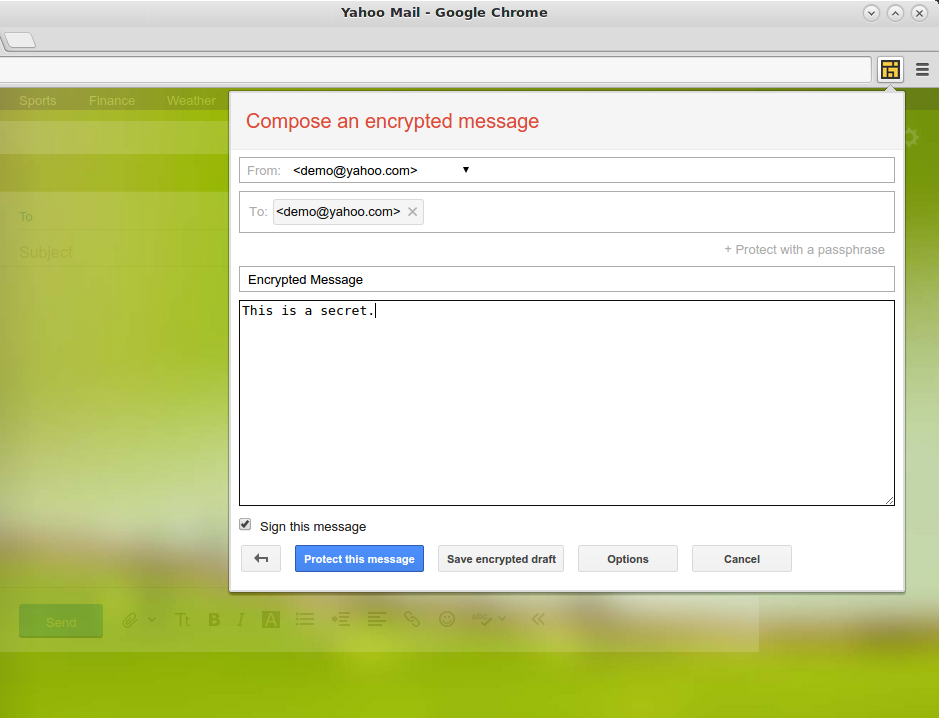 Yahoo Mail - Google Chrome
Sports Finance Weather
Compose an encrypted message
From: <demo@yahoo.com>
To
To: <demo@yahoo.com>
Subject
+ Protect with a passphrase
Encrypted Message
This is a secret.
Sign this message
Protect this message Save encrypted draft Options Cancel
Send Tt B I A